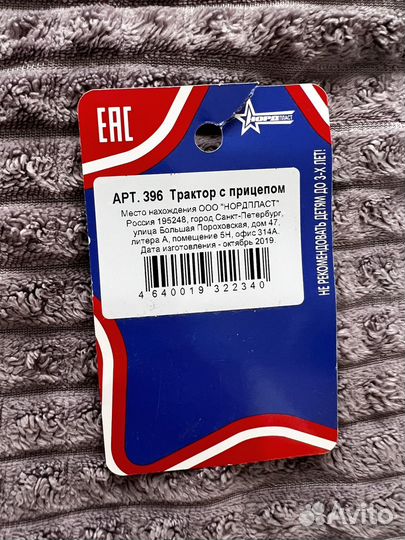 EAC
НОРДПЛАСТ
АРТ. 396 Трактор с прицепом
Место нахождения ООО "НОРДПЛАСТ"
Россия 195248, город Санкт-Петербург,
улица Большая Пороховская, дом 47,
литера А, помещение 5Н, офис 314А.
Дата изготовления - октябрь 2019.
4 640019 322340
НЕ РЕКОМЕНДОВАТЬ ДЕТЯМ ДО 3-Х ЛЕТ!
Avito